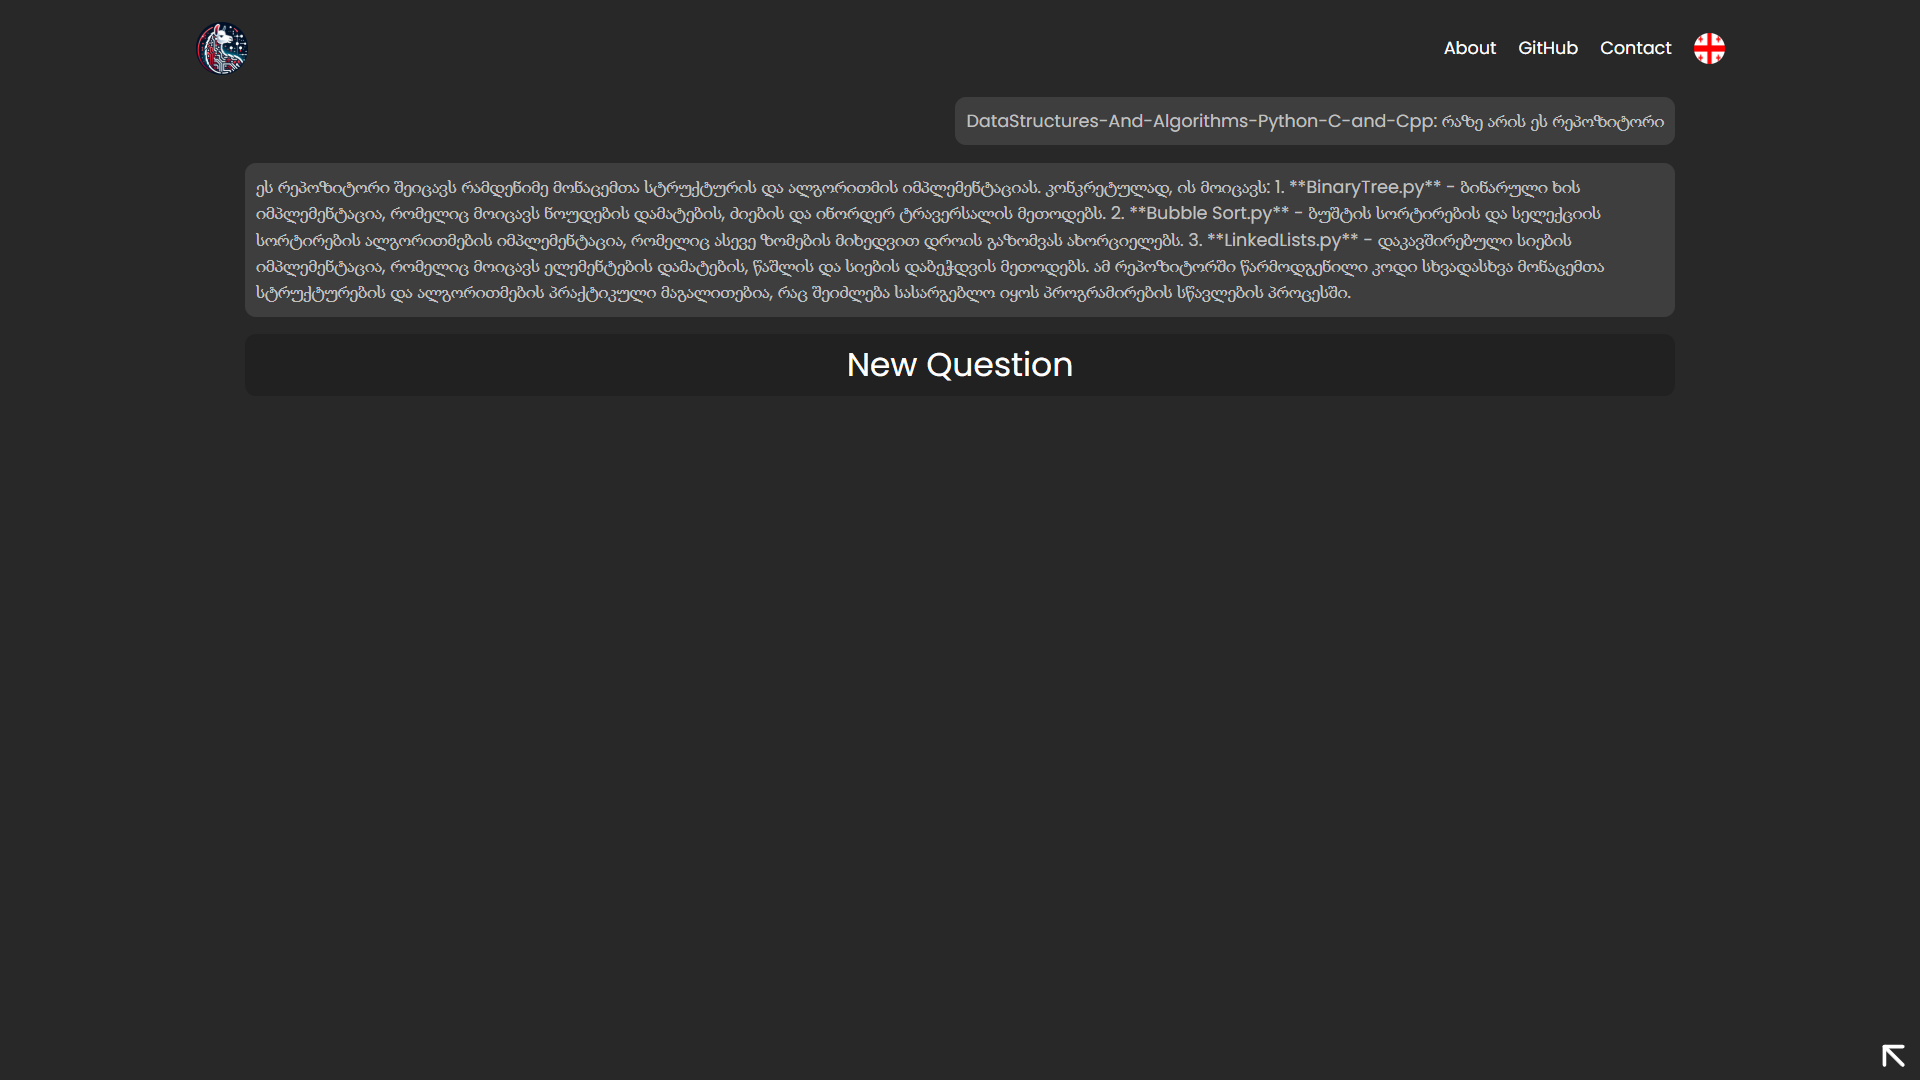 About GitHub Contact
DataStructures-And-Algorithms-Python-C-and-Cpp: რაზე არის ეს რეპოზიტორი
ეს რეპოზიტორი შეიცავს რამდენიმე მონაცემთა სტრუქტურის და ალგორითმის იმპლემენტაციას. კონკრეტულად, ის მოიცავს: 1. **BinaryTree.py** - ბინარული ხის
იმპლემენტაცია, რომელიც მოიცავს ნოუდების დამატების, ძიების და ინორდერ ტრავერსალის მეთოდებს. 2. **Bubble Sort.py** - ბუშტის სორტირების და სელექციის
სორტირების ალგორითმების იმპლემენტაცია, რომელიც ასევე ზომების მიხედვით დროის გაზომვას ახორციელებს. 3. **LinkedLists.py** - დაკავშირებული სიების
იმპლემენტაცია, რომელიც მოიცავს ელემენტების დამატების, წაშლის და სიების დაბეჭდვის მეთოდებს. ამ რეპოზიტორში წარმოდგენილი კოდი სხვადასხვა მონაცემთა
სტრუქტურების და ალგორითმების პრაქტიკული მაგალითებია, რაც შეიძლება სასარგებლო იყოს პროგრამირების სწავლების პროცესში.
New Question